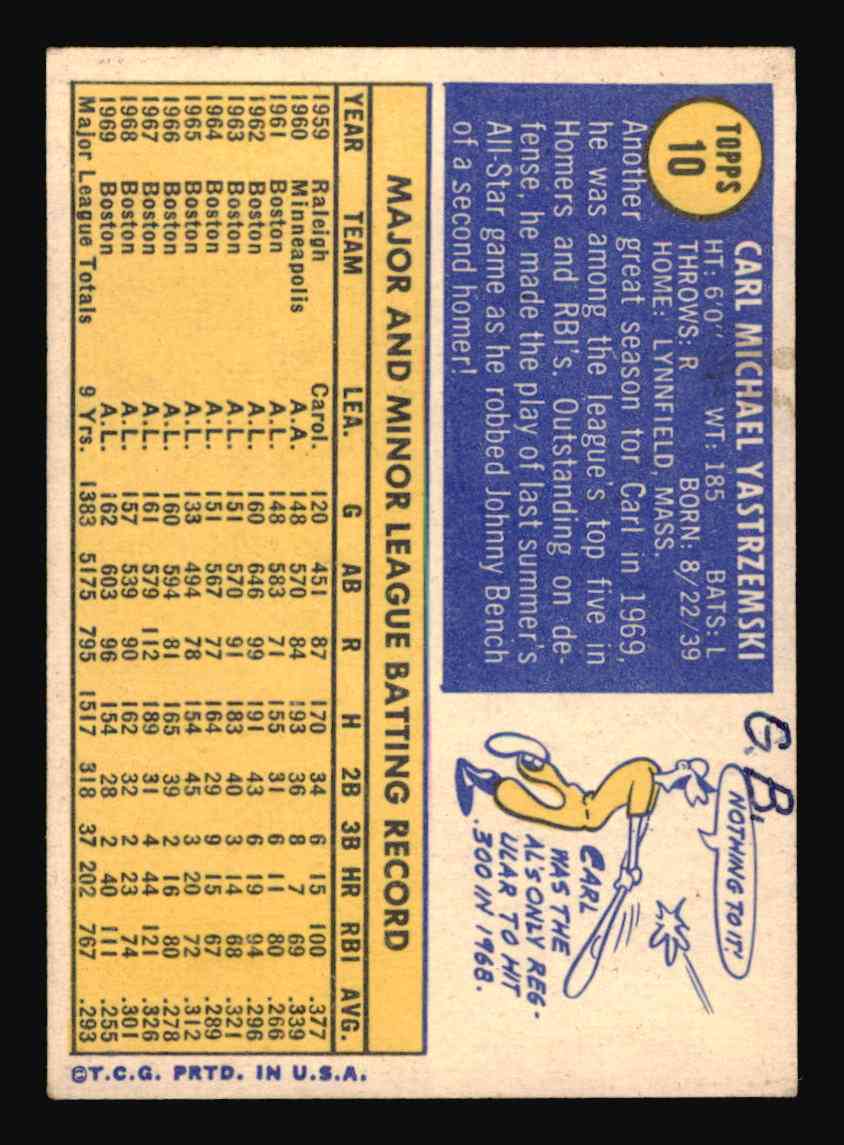 TOPPS
10
CARL MICHAEL YASTRZEMSKI
HT: 6'0" WT: 185 BATS: L
THROWS: R BORN: 8/22/39
HOME: LYNNFIELD, MASS.
Another great season for Carl in 1969,
he was among the league's top five in
Homers and RBI's. Outstanding on de-
fense, he made the play of last summer's
All-Star game as he robbed Johnny Bench
of a second homer!
G. B.
NOTHING TO IT!
CARL
WAS THE
AL'S ONLY REG-
ULAR TO HIT
.300 IN 1968.
MAJOR AND MINOR LEAGUE BATTING RECORD
YEAR TEAM LEA. G AB R H 2B 3B HR RBI AVG.
1959 Raleigh Carol. 120 451 87 170 34 6 15 100 .377
1960 Minneapolis A.A. 148 570 84 193 36 8 7 69 .339
1961 Boston A.L. 148 583 71 155 31 6 11 80 .266
1962 Boston A.L. 160 646 99 191 43 6 19 94 .296
1963 Boston A.L. 151 570 91 183 40 3 14 68 .321
1964 Boston A.L. 151 567 77 164 29 9 15 67 .289
1965 Boston A.L. 133 494 78 154 45 3 20 72 .312
1966 Boston A.L. 160 594 81 165 39 2 16 80 .278
1967 Boston A.L. 161 579 112 189 31 4 44 121 .326
1968 Boston A.L. 157 539 90 162 32 2 23 74 .301
1969 Boston A.L. 162 603 96 154 28 2 40 111 .255
Major League Totals 9 Yrs. 1383 5175 795 1517 318 37 202 767 .293
©T.C.G. PRTD. IN U.S.A.